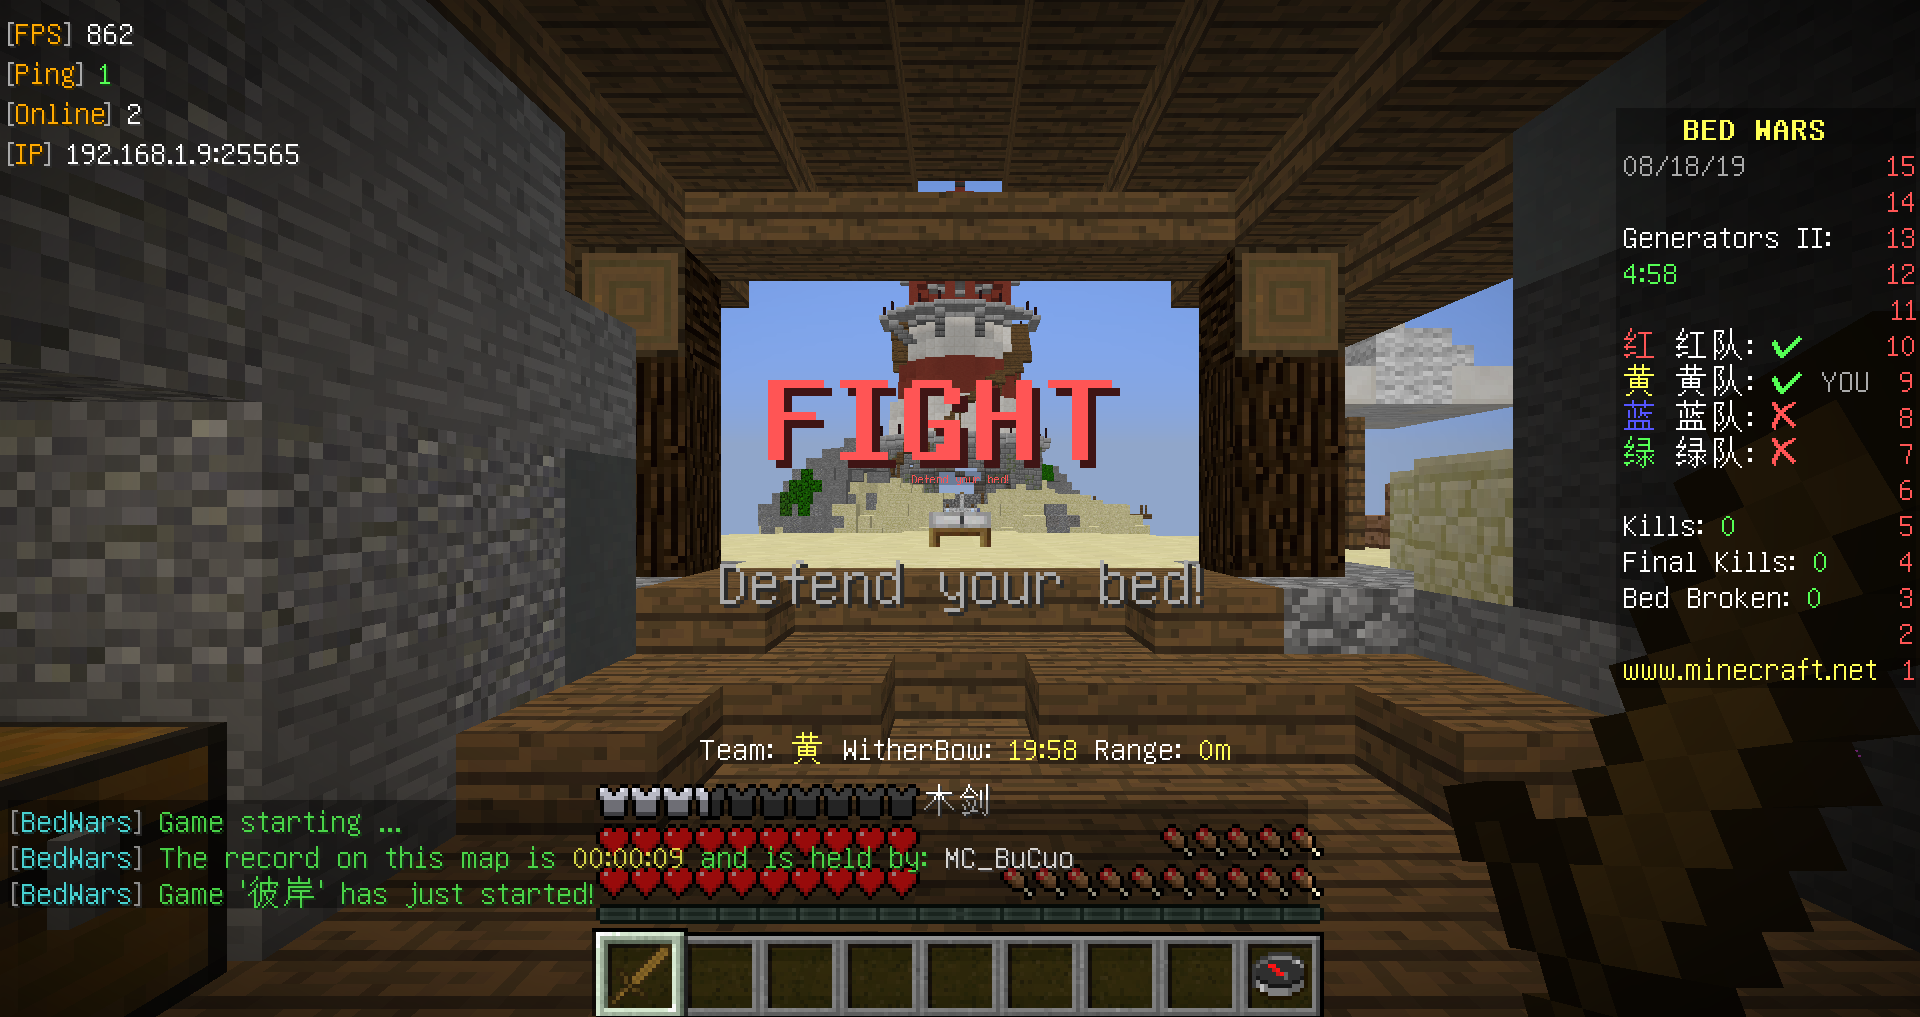 [FPS] 862
[Ping] 1
[Online] 2
[IP] 192.168.1.9:25565
BED WARS
08/18/19 15
14
Generators II: 13
4:58 12
11
红 红队: ✔ 10
黄 黄队: ✔ YOU 9
蓝 蓝队: ✘ 8
绿 绿队: ✘ 7
6
Kills: 0 5
Final Kills: 0 4
Bed Broken: 0 3
2
www.minecraft.net 1
FIGHT
Defend your bed!
Defend your bed!
Team: 黄 WitherBow: 19:58 Range: 0m
木剑
[BedWars] Game starting ...
[BedWars] The record on this map is 00:00:09 and is held by: MC_BuCuo
[BedWars] Game '彼岸' has just started!